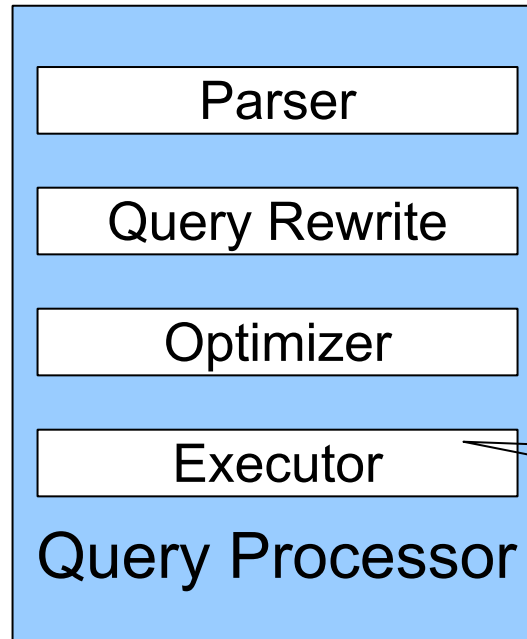 Parser
Query Rewrite
Optimizer
Executor
Query Processor